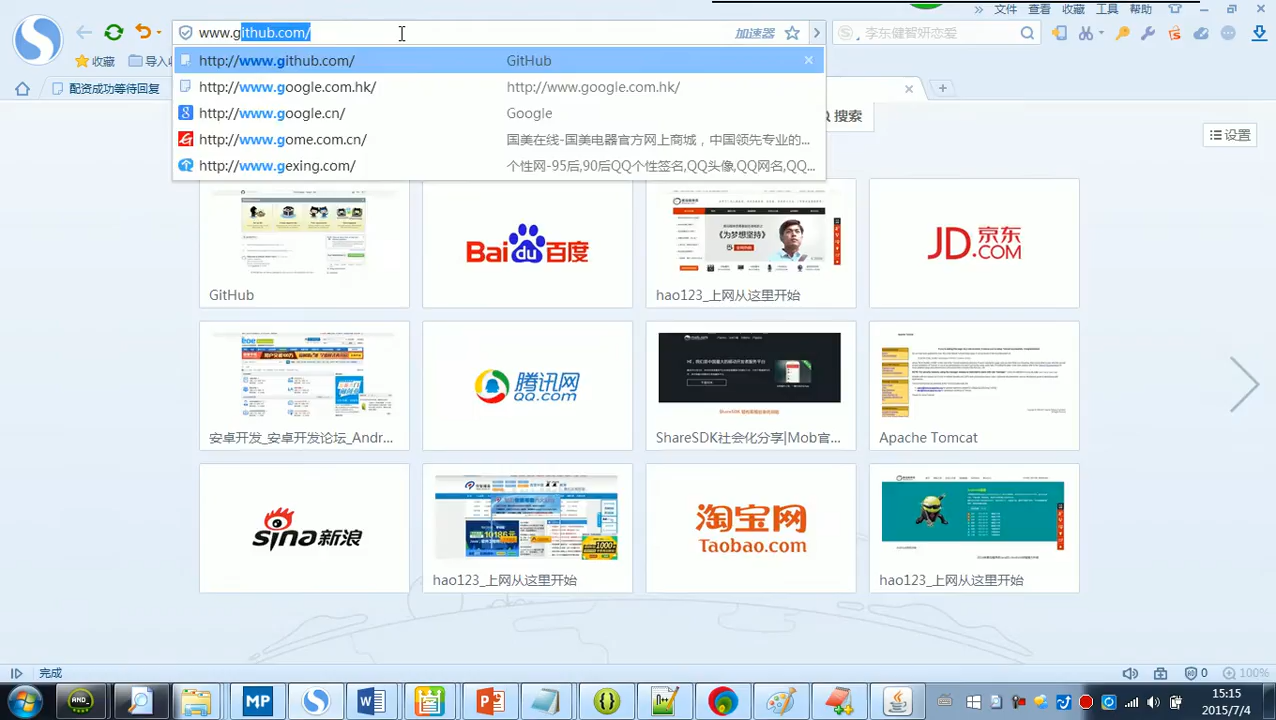 » 文件 查看 收藏 工具 帮助
www.github.com/ 加速器 李东健智妍恋爱
收藏
http://www.github.com/ GitHub
http://www.google.com.hk/ http://www.google.com.hk/
http://www.google.cn/ Google
http://www.gome.com.cn/ 国美在线-国美电器官方网上商城，中国领先专业的...
http://www.gexing.com/ 个性网-95后,90后QQ个性签名,QQ头像,QQ网名,QQ...
配资成功等待回复
搜索
设置
Bai百度
JD.京东
.COM
《为梦想坚持》
GitHub
hao123_上网从这里开始
腾讯网
QQ.COM
安卓开发_安卓开发论坛_Andr...
ShareSDK社会化分享|Mob官...
Apache Tomcat
sina新浪
淘宝网
Taobao.com
hao123_上网从这里开始
hao123_上网从这里开始
完成
0
100%
MP
15:15
2015/7/4